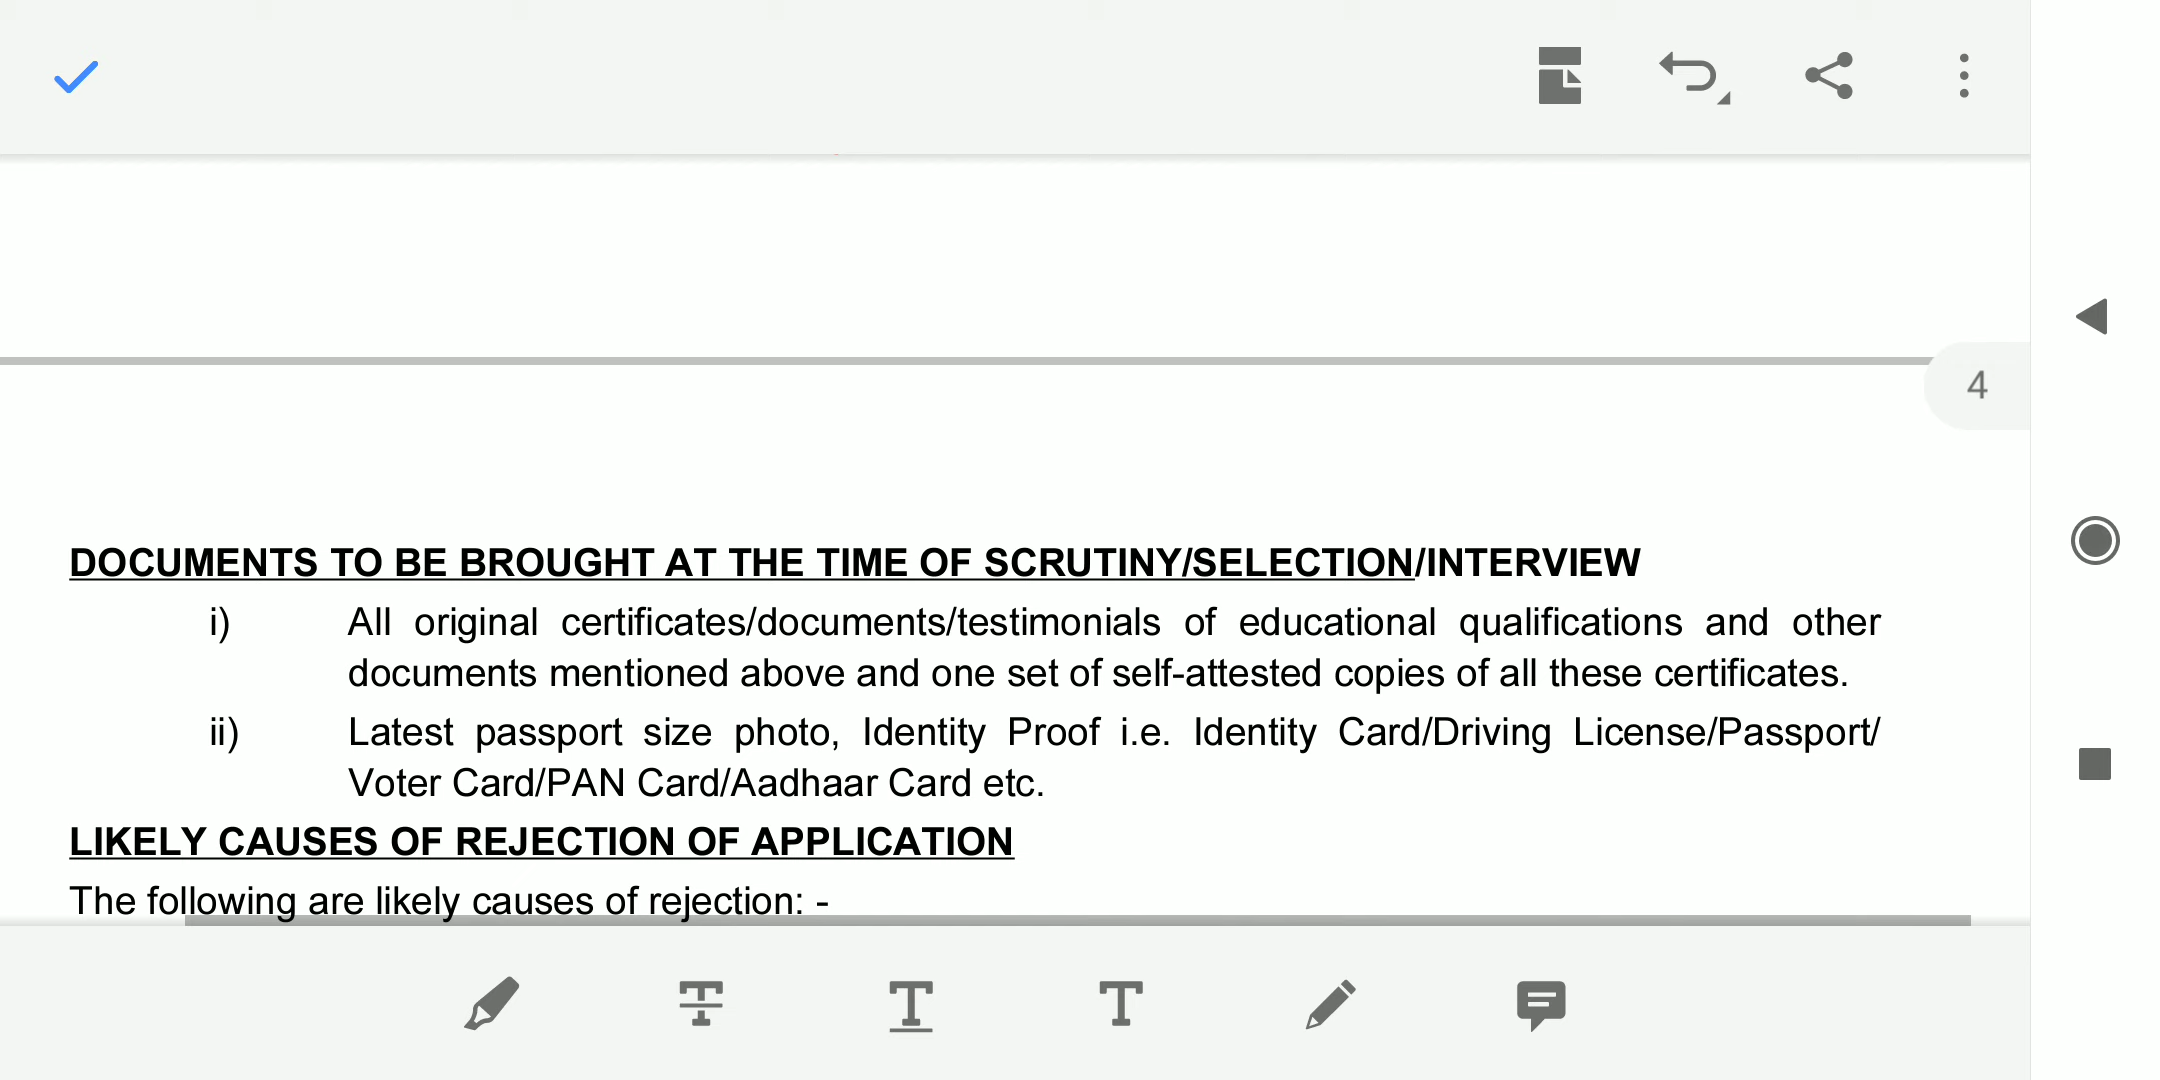 4
DOCUMENTS TO BE BROUGHT AT THE TIME OF SCRUTINY/SELECTION/INTERVIEW
i) All original certificates/documents/testimonials of educational qualifications and other
documents mentioned above and one set of self-attested copies of all these certificates.
ii) Latest passport size photo, Identity Proof i.e. Identity Card/Driving License/Passport/
Voter Card/PAN Card/Aadhaar Card etc.
LIKELY CAUSES OF REJECTION OF APPLICATION
The following are likely causes of rejection: -